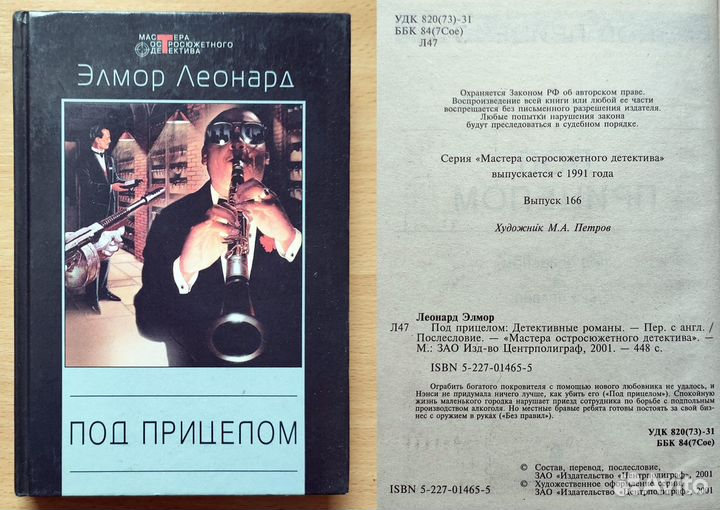 МАСТЕРА
ОСТРОСЮЖЕТНОГО
ДЕТЕКТИВА
Элмор Леонард
ПОД ПРИЦЕЛОМ
УДК 820(73)-31
ББК 84(7Сое)
Л47
Охраняется Законом РФ об авторском праве.
Воспроизведение всей книги или любой ее части
воспрещается без письменного разрешения издателя.
Любые попытки нарушения закона
будут преследоваться в судебном порядке.
Серия «Мастера остросюжетного детектива»
выпускается с 1991 года
Выпуск 166
Художник М.А. Петров
Леонард Элмор
Л47 Под прицелом: Детективные романы. — Пер. с англ. /
Послесловие. — «Мастера остросюжетного детектива». —
М.: ЗАО Изд-во Центрполиграф, 2001. — 448 с.
ISBN 5-227-01465-5
Ограбить богатого покровителя с помощью нового любовника не удалось, и
Нэнси не придумала ничего лучше, как убить его («Под прицелом»). Спокойную
жизнь маленького городка нарушает приезд сотрудника по борьбе с подпольным
производством алкоголя. Но местные бравые ребята готовы постоять за свой биз-
нес с оружием в руках («Без правил»).
УДК 820(73)-31
ББК 84(7Сое)
© Состав, перевод, послесловие,
ЗАО «Издательство «Центрполиграф», 2001
© Художественное оформление серии,
ЗАО «Издательство «Центрполиграф», 2001
ISBN 5-227-01465-5
Avito